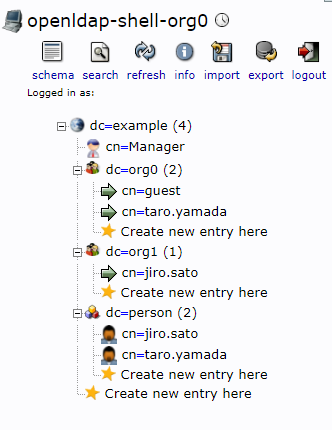 openldap-shell-org0
schema search refresh info import export logout
Logged in as:
dc=example (4)
cn=Manager
dc=org0 (2)
cn=guest
cn=taro.yamada
Create new entry here
dc=org1 (1)
cn=jiro.sato
Create new entry here
dc=person (2)
cn=jiro.sato
cn=taro.yamada
Create new entry here
Create new entry here